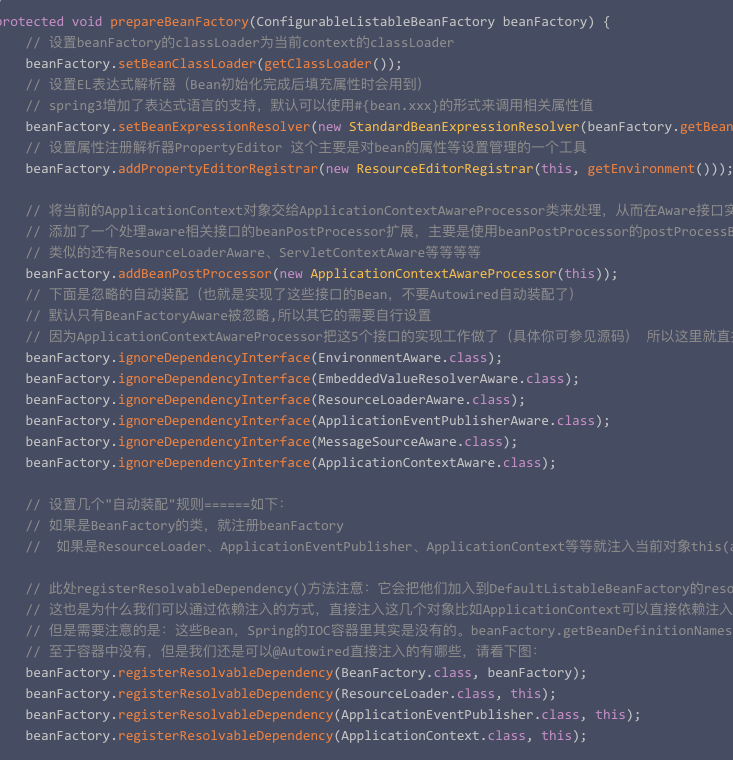 protected void prepareBeanFactory(ConfigurableListableBeanFactory beanFactory) {
// 设置beanFactory的classLoader为当前context的classLoader
beanFactory.setBeanClassLoader(getClassLoader());
// 设置EL表达式解析器（Bean初始化完成后填充属性时会用到）
// spring3增加了表达式语言的支持，默认可以使用#{bean.xxx}的形式来调用相关属性值
beanFactory.setBeanExpressionResolver(new StandardBeanExpressionResolver(beanFactory.getBean
// 设置属性注册解析器PropertyEditor 这个主要是对bean的属性等设置管理的一个工具
beanFactory.addPropertyEditorRegistrar(new ResourceEditorRegistrar(this, getEnvironment()));
// 将当前的ApplicationContext对象交给ApplicationContextAwareProcessor类来处理，从而在Aware接口实
// 添加了一个处理aware相关接口的beanPostProcessor扩展，主要是使用beanPostProcessor的postProcessB
// 类似的还有ResourceLoaderAware、ServletContextAware等等等等
beanFactory.addBeanPostProcessor(new ApplicationContextAwareProcessor(this));
// 下面是忽略的自动装配（也就是实现了这些接口的Bean，不要Autowired自动装配了）
// 默认只有BeanFactoryAware被忽略,所以其它的需要自行设置
// 因为ApplicationContextAwareProcessor把这5个接口的实现工作做了（具体你可参见源码） 所以这里就直
beanFactory.ignoreDependencyInterface(EnvironmentAware.class);
beanFactory.ignoreDependencyInterface(EmbeddedValueResolverAware.class);
beanFactory.ignoreDependencyInterface(ResourceLoaderAware.class);
beanFactory.ignoreDependencyInterface(ApplicationEventPublisherAware.class);
beanFactory.ignoreDependencyInterface(MessageSourceAware.class);
beanFactory.ignoreDependencyInterface(ApplicationContextAware.class);
// 设置几个"自动装配"规则======如下：
// 如果是BeanFactory的类，就注册beanFactory
//  如果是ResourceLoader、ApplicationEventPublisher、ApplicationContext等等就注入当前对象this(a
// 此处registerResolvableDependency()方法注意：它会把他们加入到DefaultListableBeanFactory的reso
// 这也是为什么我们可以通过依赖注入的方式，直接注入这几个对象比如ApplicationContext可以直接依赖注入
// 但是需要注意的是：这些Bean，Spring的IOC容器里其实是没有的。beanFactory.getBeanDefinitionNames
// 至于容器中没有，但是我们还是可以@Autowired直接注入的有哪些，请看下图：
beanFactory.registerResolvableDependency(BeanFactory.class, beanFactory);
beanFactory.registerResolvableDependency(ResourceLoader.class, this);
beanFactory.registerResolvableDependency(ApplicationEventPublisher.class, this);
beanFactory.registerResolvableDependency(ApplicationContext.class, this);